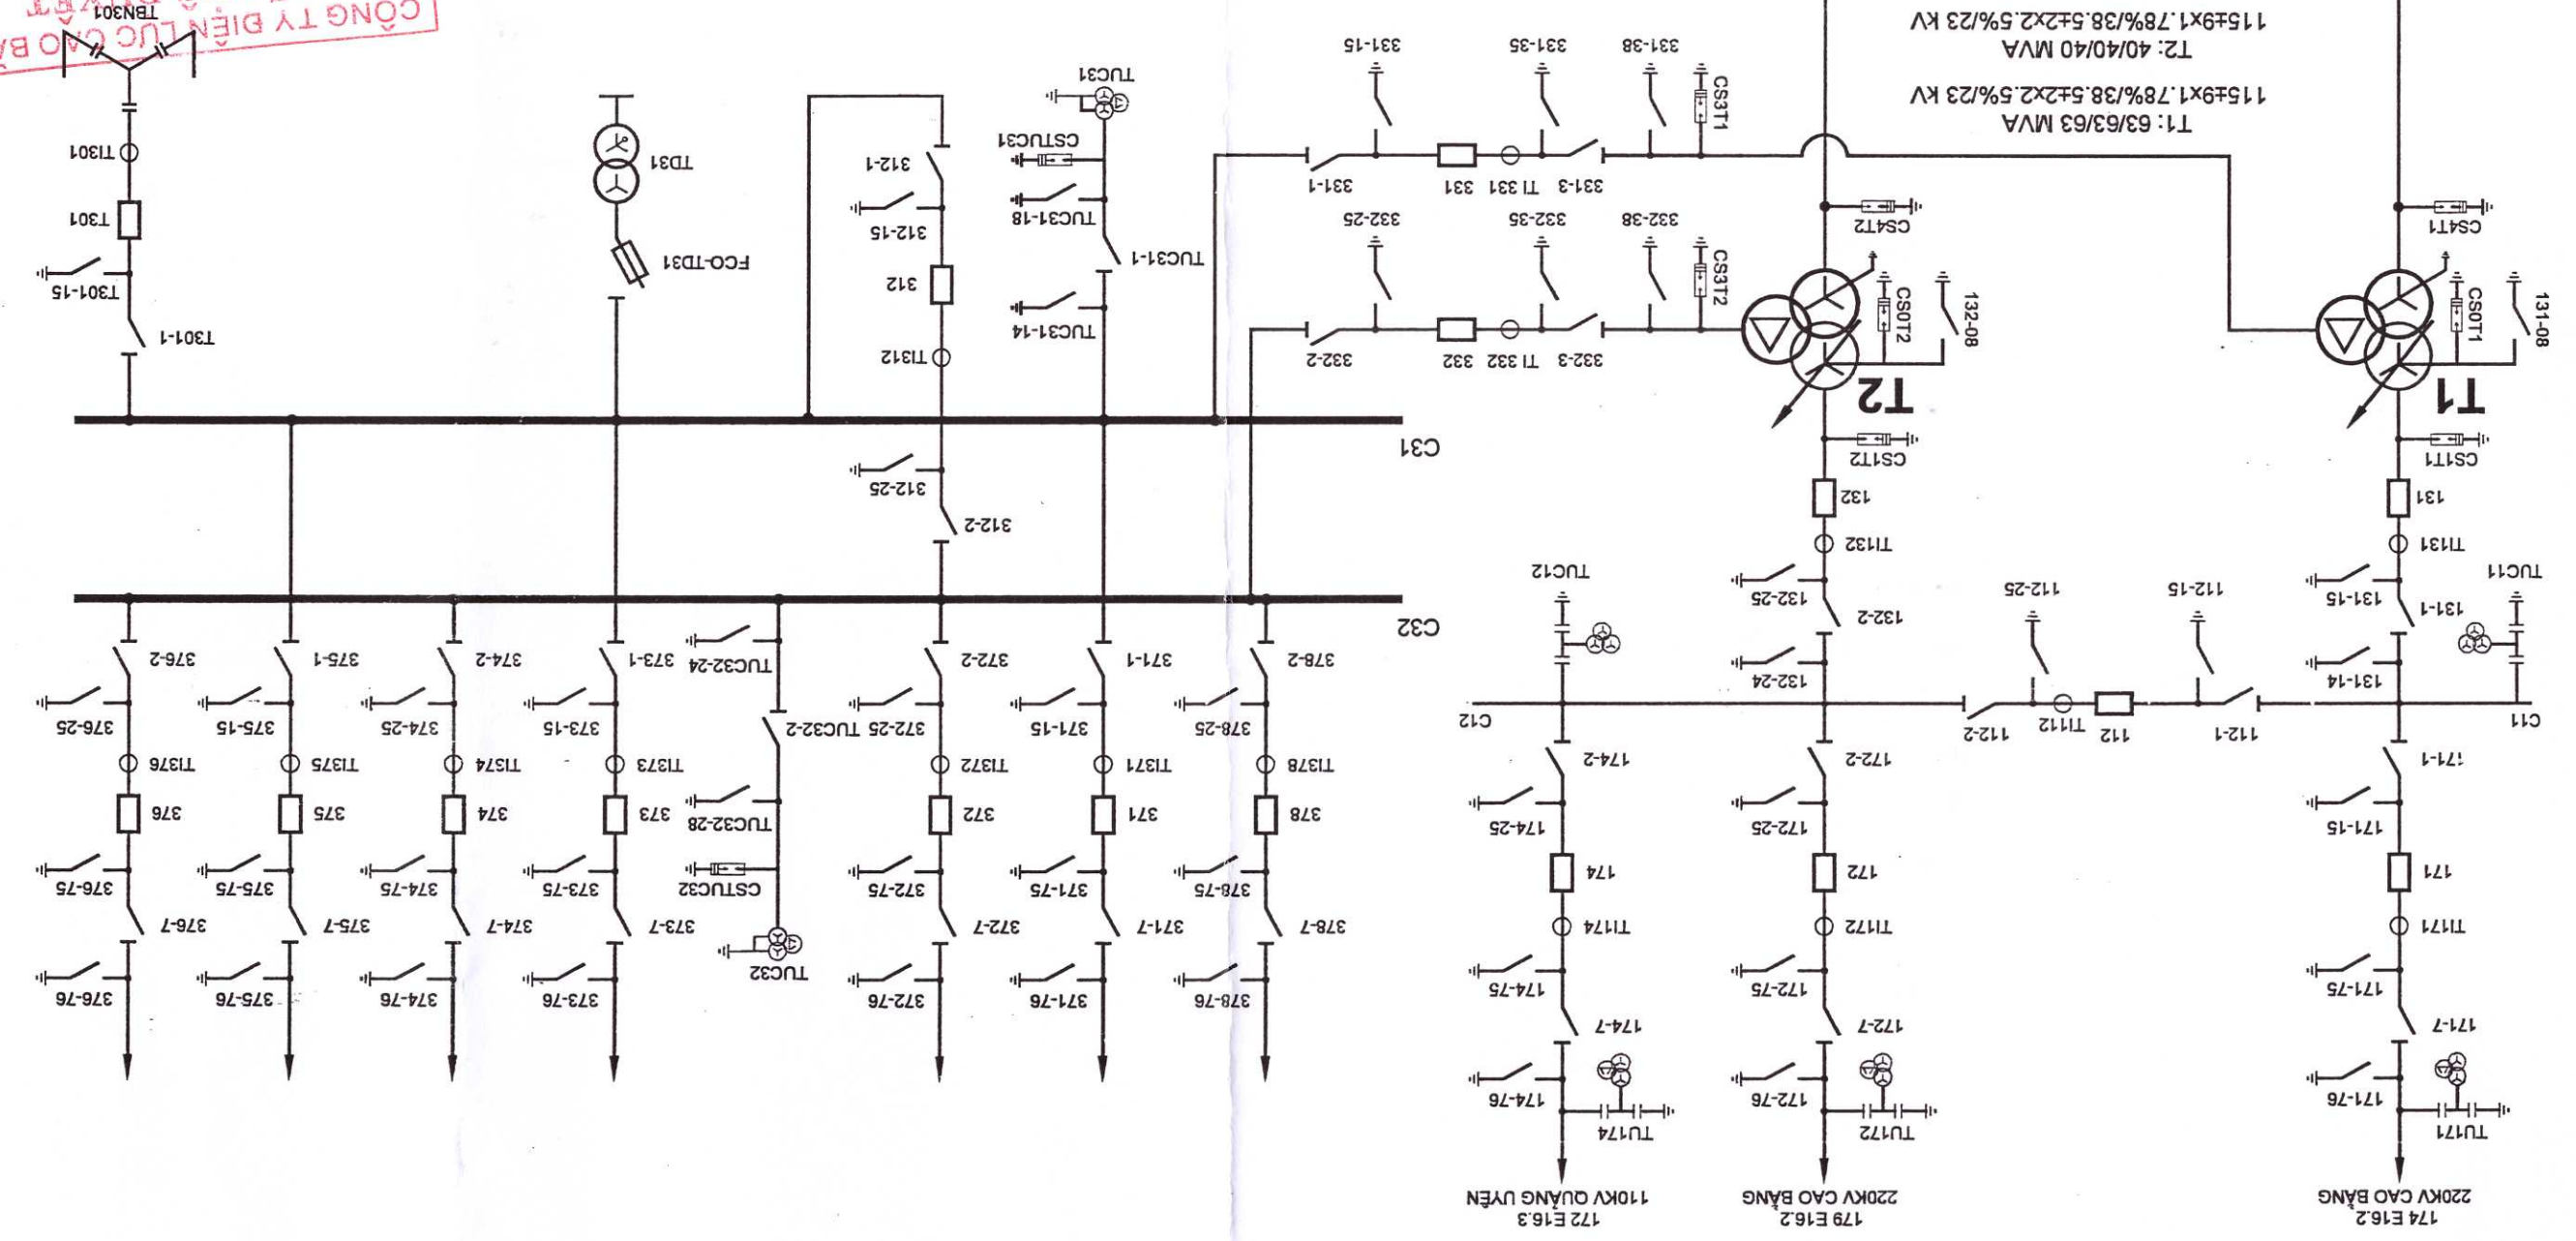 174 E16.2
220KV CAO BẰNG
179 E16.2
220KV CAO BẰNG
172 E16.3
110KV QUẢNG UYÊN
TU171
TU172
TU174
171-76
172-76
174-76
171-7
172-7
174-7
171-75
172-75
174-75
378-76
371-76
372-76
TUC32
373-76
374-76
375-76
376-76
TI171
TI172
TI174
378-7
371-7
372-7
373-7
374-7
375-7
376-7
171
172
174
378-75
371-75
372-75
CSTUC32
373-75
374-75
375-75
376-75
171-15
172-25
174-25
378
371
372
TUC32-28
373
374
375
376
171-1
172-2
174-2
TI378
TI371
TI372
TI373
TI374
TI375
TI376
C11
112-1
112
TI112
112-2
C12
378-25
371-15
372-25
TUC32-2
373-15
374-25
375-15
376-25
131-14
132-24
378-2
371-1
372-2
TUC32-24
373-1
374-2
375-1
376-2
131-1
132-2
C32
TUC11
131-15
112-15
112-25
132-25
TUC12
TI131
TI132
312-2
131
132
312-25
CS1T1
CS1T2
C31
T1
T2
131-08
CS0T1
132-08
CS0T2
332-3
TI 332
332
332-2
TI312
T301-1
CS3T2
TUC31-14
312
T301-15
CS4T1
CS4T2
332-38
332-35
332-25
TUC31-1
FCO-TD31
TUC31-18
312-15
T301
331-3
TI 331
331
331-1
CSTUC31
312-1
TD31
TI301
T1: 63/63/63 MVA
115±9x1.78%/38.5±2x2.5%/23 kV
CS3T1
TUC31
T2: 40/40/40 MVA
115±9x1.78%/38.5±2x2.5%/23 kV
331-38
331-35
331-15
TBN301
CÔNG TY ĐIỆN LỰC CAO
DUYỆT